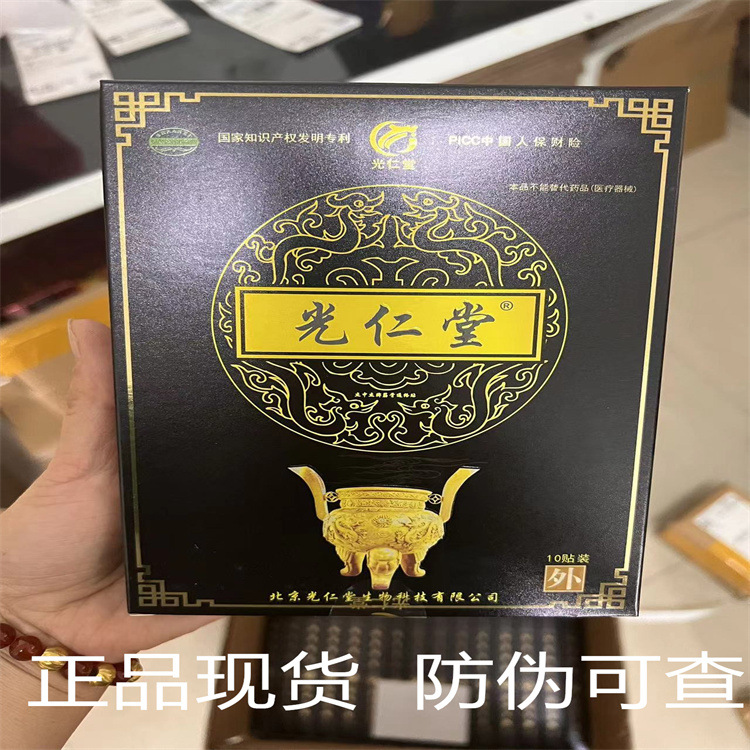 国家知识产权发明专利
光仁堂
PICC中国人保财险
本品不能替代药品(医疗器械)
光仁堂®
10贴装
外
北京光仁堂生物科技有限公司
正品现货 防伪可查